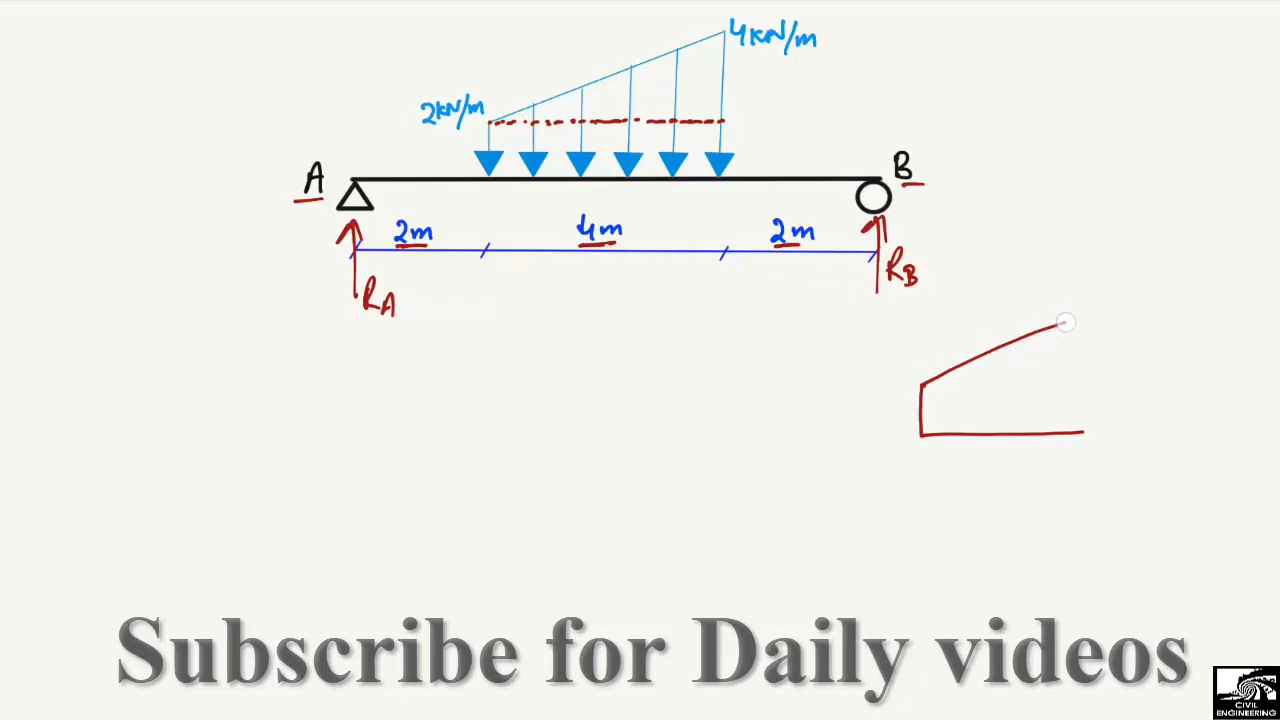 4kN/m
2kN/m
A
B
2m
4m
2m
RA
RB
Subscribe for Daily videos
CIVIL
ENGINEERING